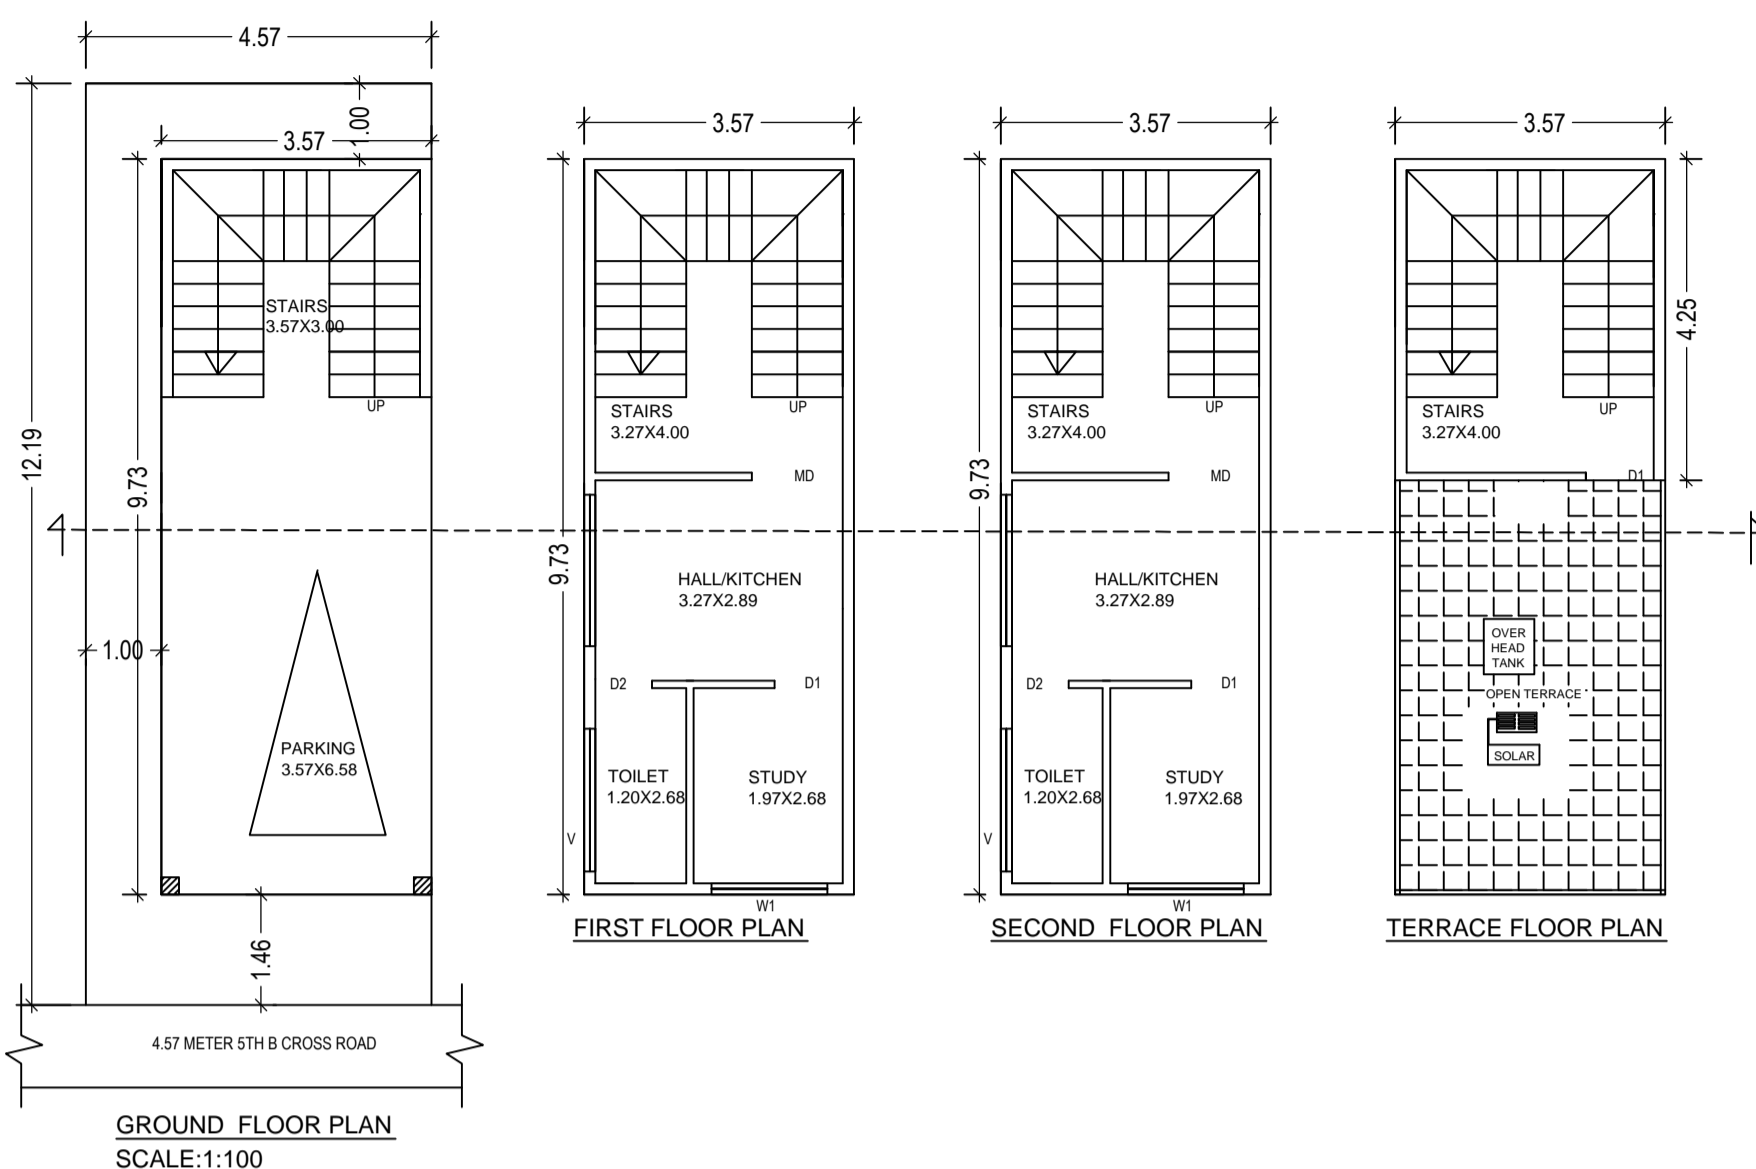 4.57
1.00
3.57
12.19
9.73
STAIRS
3.57X3.00
UP
1.00
PARKING
3.57X6.58
1.46
4.57 METER 5TH B CROSS ROAD
GROUND FLOOR PLAN
SCALE:1:100
3.57
9.73
STAIRS
3.27X4.00
UP
MD
HALL/KITCHEN
3.27X2.89
D2
D1
TOILET
1.20X2.68
STUDY
1.97X2.68
V
W1
FIRST FLOOR PLAN
3.57
9.73
STAIRS
3.27X4.00
UP
MD
HALL/KITCHEN
3.27X2.89
D2
D1
TOILET
1.20X2.68
STUDY
1.97X2.68
V
W1
SECOND FLOOR PLAN
3.57
4.25
STAIRS
3.27X4.00
UP
D1
OVER
HEAD
TANK
OPEN TERRACE
SOLAR
TERRACE FLOOR PLAN